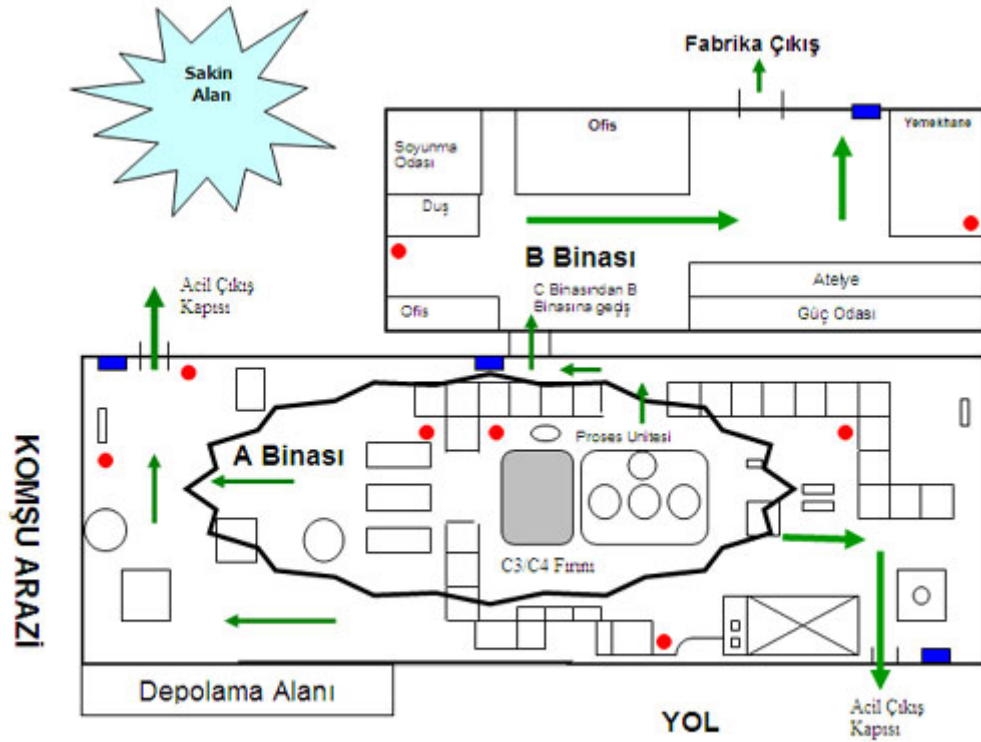 Sakin
Alan
Fabrika Çıkış
Soyunma
Odası
Ofis
Yemekhane
Duş
B Binası
C Binasından B
Binasına geçiş
Ofis
Atelye
Güç Odası
Acil Çıkış
Kapısı
KOMŞU ARAZİ
A Binası
Proses Unitesi
C3/C4 Fırını
Depolama Alanı
YOL
Acil Çıkış
Kapısı